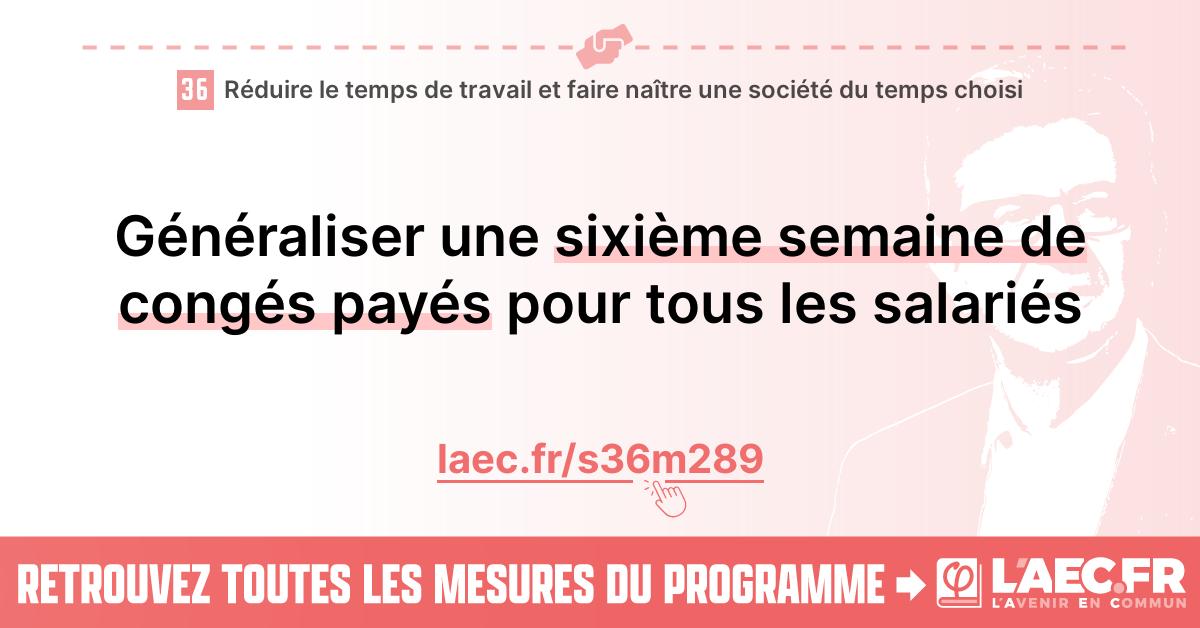 36 Réduire le temps de travail et faire naître une société du temps choisi
Généraliser une sixième semaine de
congés payés pour tous les salariés
laec.fr/s36m289
RETROUVEZ TOUTES LES MESURES DU PROGRAMME
L'AEC.FR
L'AVENIR EN COMMUN